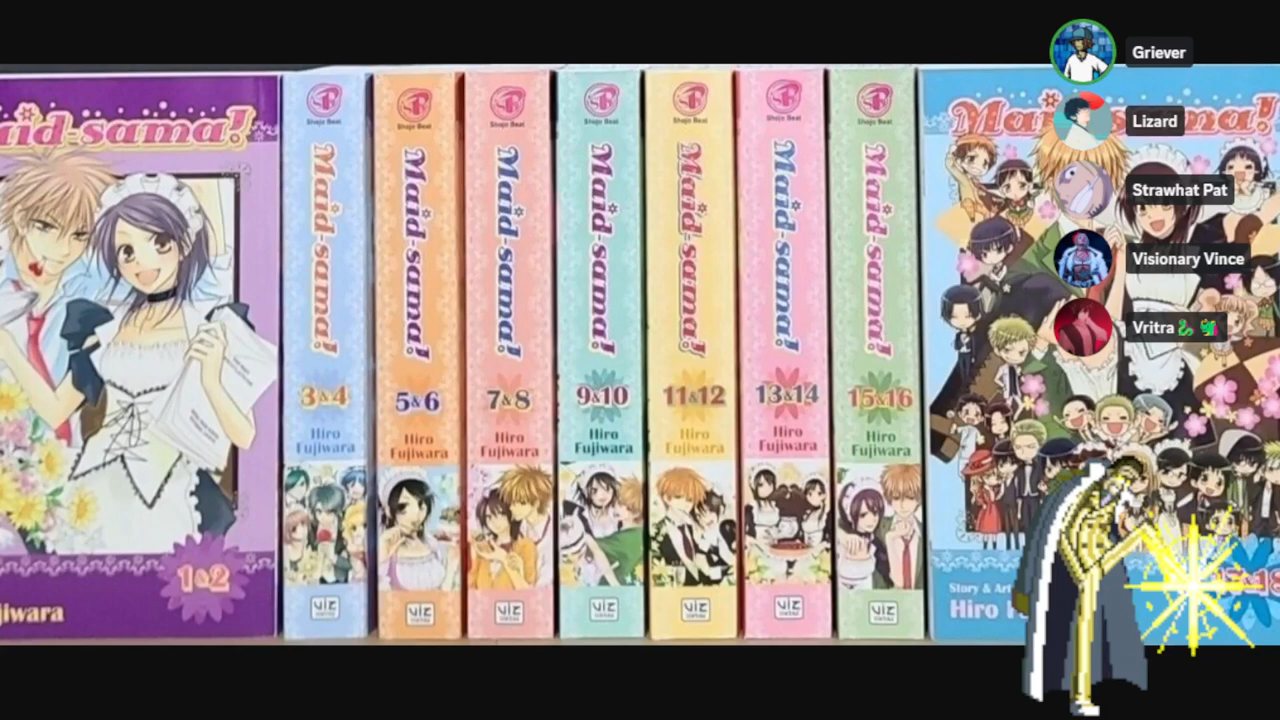 aid-sama!
1&2
jiwara
Shojo Beat
Maid-sama!
3&4
Hiro
Fujiwara
VIZ
Shojo Beat
Maid-sama!
5&6
Hiro
Fujiwara
VIZ
Shojo Beat
Maid-sama!
7&8
Hiro
Fujiwara
VIZ
Shojo Beat
Maid-sama!
9&10
Hiro
Fujiwara
VIZ
Shojo Beat
Maid-sama!
11&12
Hiro
Fujiwara
VIZ
Shojo Beat
Maid-sama!
13&14
Hiro
Fujiwara
VIZ
Shojo Beat
Maid-sama!
15&16
Hiro
Fujiwara
VIZ
Story & Art
Hiro
Griever
Lizard
Strawhat Pat
Visionary Vince
Vritra